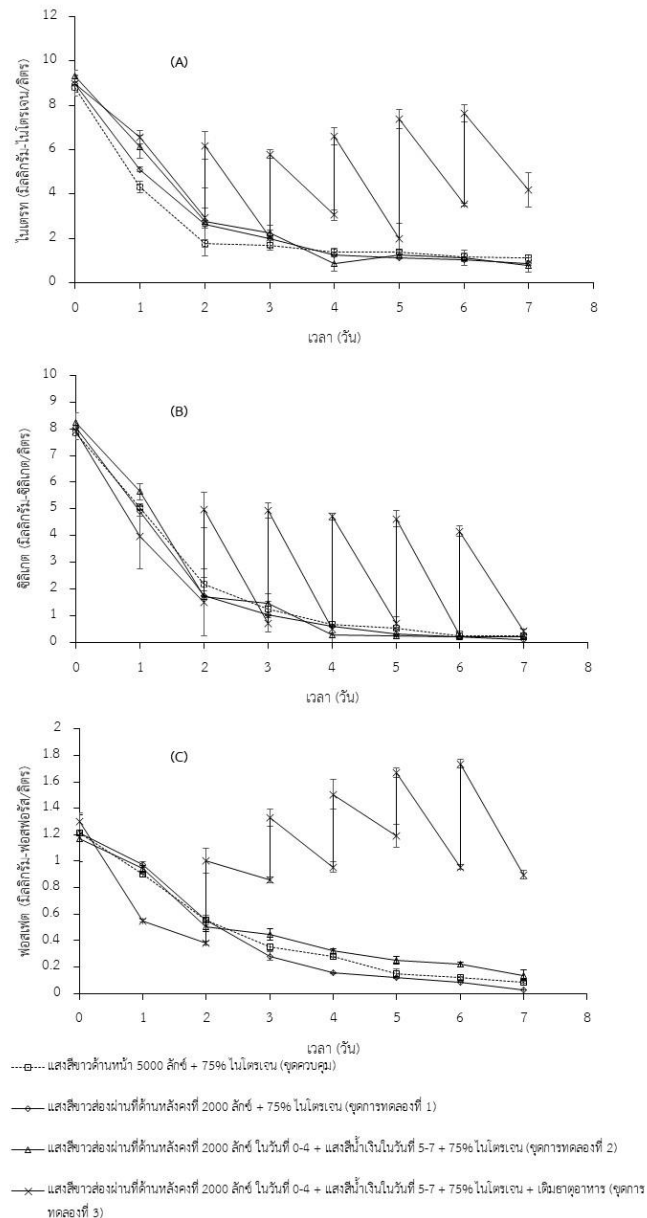 (A)
ไนเตรท (มิลลิกรัม-ไนโตรเจน/ลิตร)
12
10
8
6
4
2
0
0 1 2 3 4 5 6 7 8
เวลา (วัน)
(B)
ซิลิเกต (มิลลิกรัม-ซิลิเกต/ลิตร)
10
9
8
7
6
5
4
3
2
1
0
0 1 2 3 4 5 6 7 8
เวลา (วัน)
(C)
ฟอสเฟต (มิลลิกรัม-ฟอสฟอรัส/ลิตร)
2
1.8
1.6
1.4
1.2
1
0.8
0.6
0.4
0.2
0
0 1 2 3 4 5 6 7 8
เวลา (วัน)
แสงสีขาวด้านหน้า 5000 ลักซ์ + 75% ไนโตรเจน (ชุดควบคุม)
แสงสีขาวส่องผ่านที่ด้านหลังคงที่ 2000 ลักซ์ + 75% ไนโตรเจน (ชุดการทดลองที่ 1)
แสงสีขาวส่องผ่านที่ด้านหลังคงที่ 2000 ลักซ์ ในวันที่ 0-4 + แสงสีน้ำเงินในวันที่ 5-7 + 75% ไนโตรเจน (ชุดการทดลองที่ 2)
แสงสีขาวส่องผ่านที่ด้านหลังคงที่ 2000 ลักซ์ ในวันที่ 0-4 + แสงสีน้ำเงินในวันที่ 5-7 + 75% ไนโตรเจน + เติมธาตุอาหาร (ชุดการ
ทดลองที่ 3)